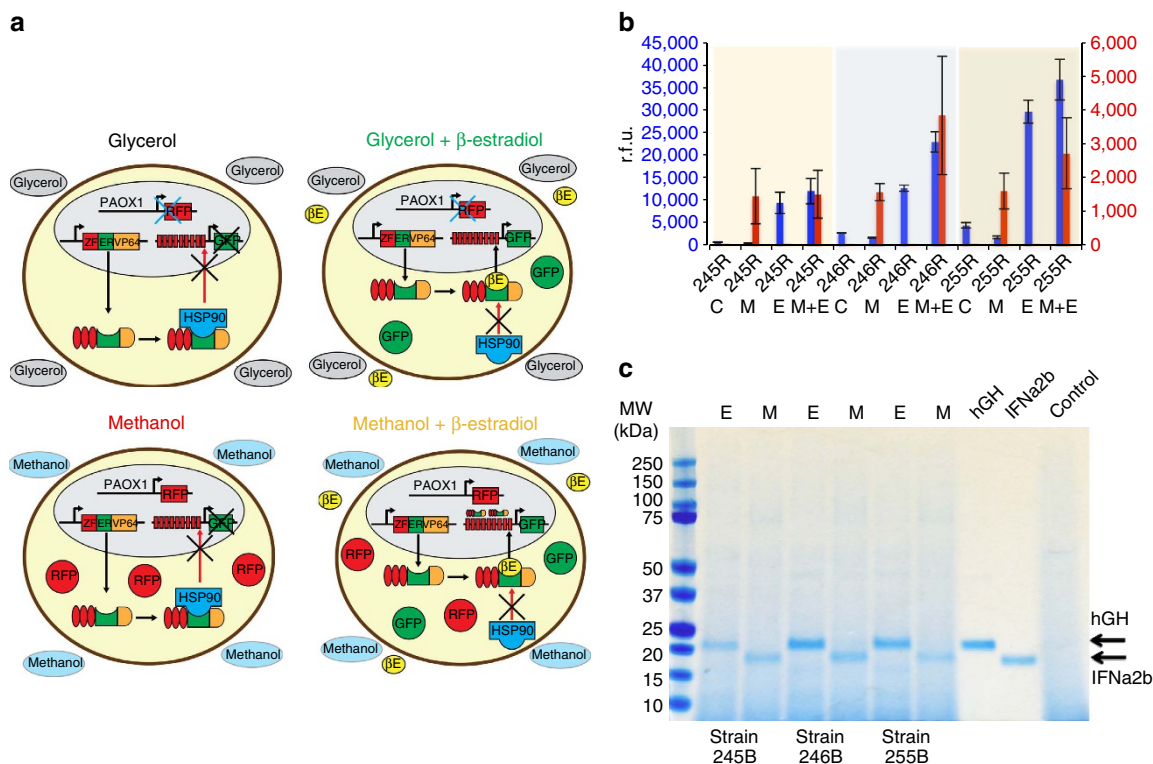 a
Glycerol
Glycerol
Glycerol
PAOX1
RFP
ZF ER VP64
GFP
HSP90
Glycerol
Glycerol
Glycerol + β-estradiol
Glycerol
Glycerol
βE
βE
PAOX1
RFP
ZF ER VP64
GFP
βE
GFP
GFP
HSP90
Glycerol
βE
Glycerol
Methanol
Methanol
Methanol
PAOX1
RFP
ZF ER VP64
GFP
RFP
RFP
RFP
HSP90
Methanol
Methanol
Methanol + β-estradiol
Methanol
Methanol
βE
βE
PAOX1
RFP
ZF ER VP64
GFP
RFP
βE
GFP
GFP
RFP
HSP90
Methanol
βE
Methanol
b
r.f.u.
45,000
40,000
35,000
30,000
25,000
20,000
15,000
10,000
5,000
0
6,000
5,000
4,000
3,000
2,000
1,000
0
245R 245R 245R 245R 246R 246R 246R 246R 255R 255R 255R 255R
C M E M+E C M E M+E C M E M+E
c
MW
(kDa)
E M E M E M hGH IFNa2b Control
250
150
100
75
50
37
25
20
15
10
hGH
IFNa2b
Strain
245B
Strain
246B
Strain
255B